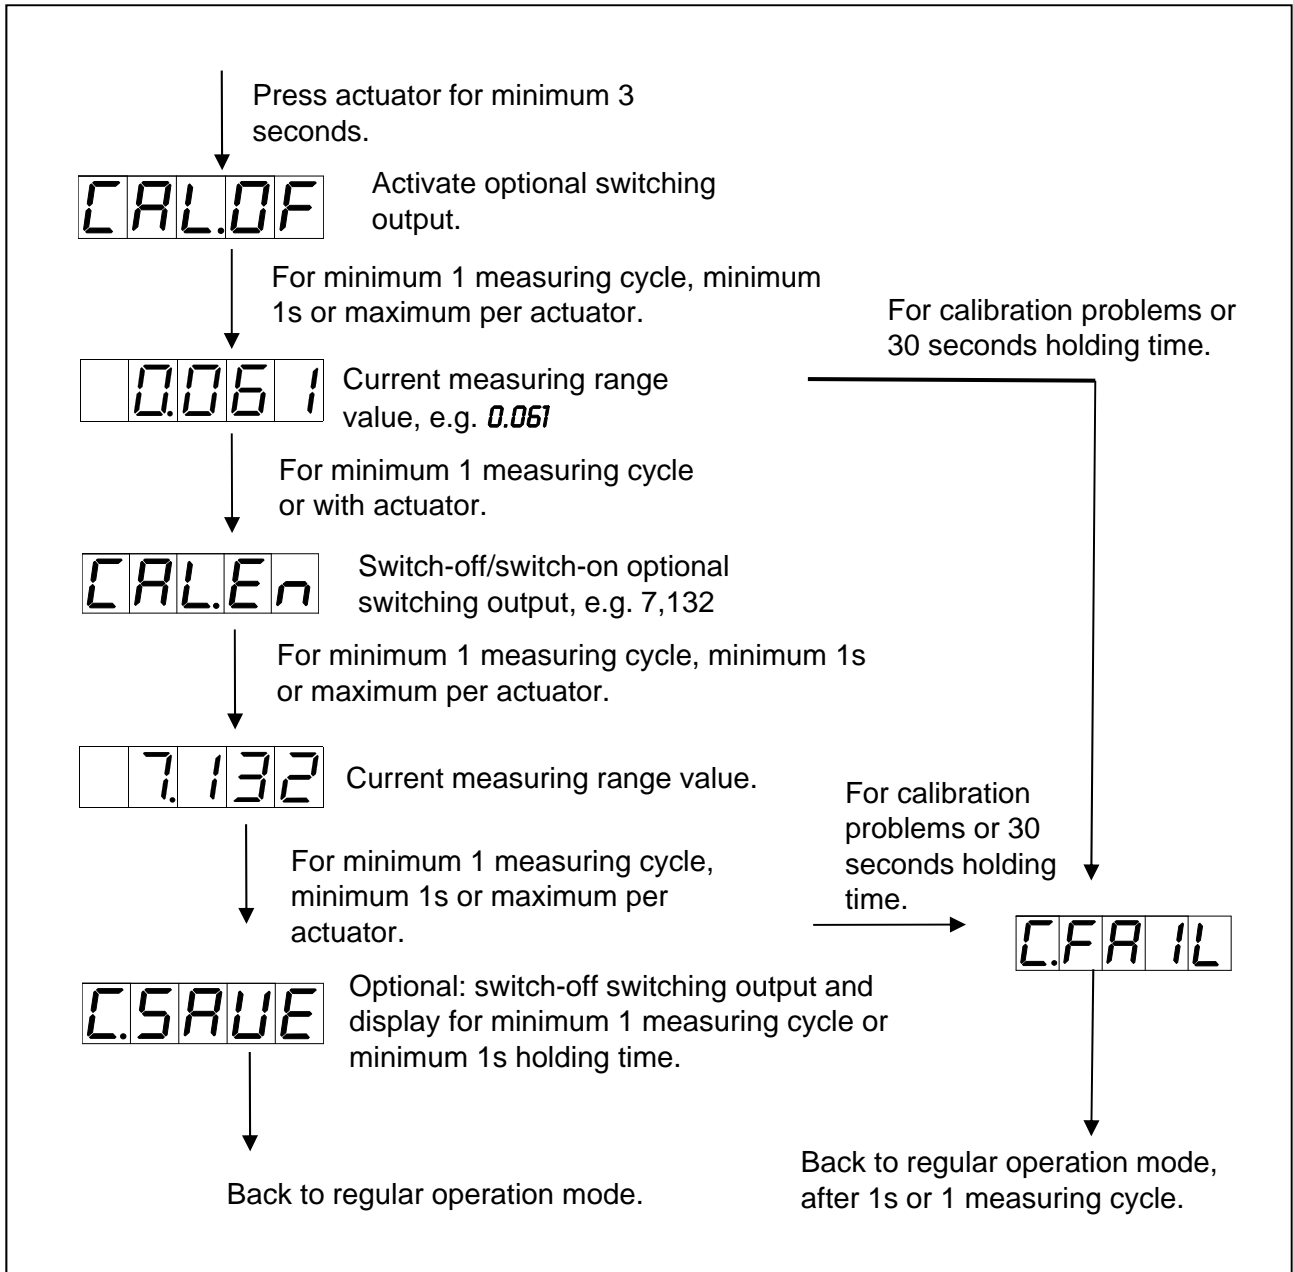 Press actuator for minimum 3
seconds.
CAL.OF
Activate optional switching
output.
For minimum 1 measuring cycle, minimum
1s or maximum per actuator.
For calibration problems or
30 seconds holding time.
0.061
Current measuring range
value, e.g. 0.061
For minimum 1 measuring cycle
or with actuator.
CAL.En
Switch-off/switch-on optional
switching output, e.g. 7,132
For minimum 1 measuring cycle, minimum 1s
or maximum per actuator.
7.132
Current measuring range value.
For calibration
problems or 30
seconds holding
time.
For minimum 1 measuring cycle,
minimum 1s or maximum per
actuator.
C.FAIL
C.SAVE
Optional: switch-off switching output and
display for minimum 1 measuring cycle or
minimum 1s holding time.
Back to regular operation mode.
Back to regular operation mode,
after 1s or 1 measuring cycle.